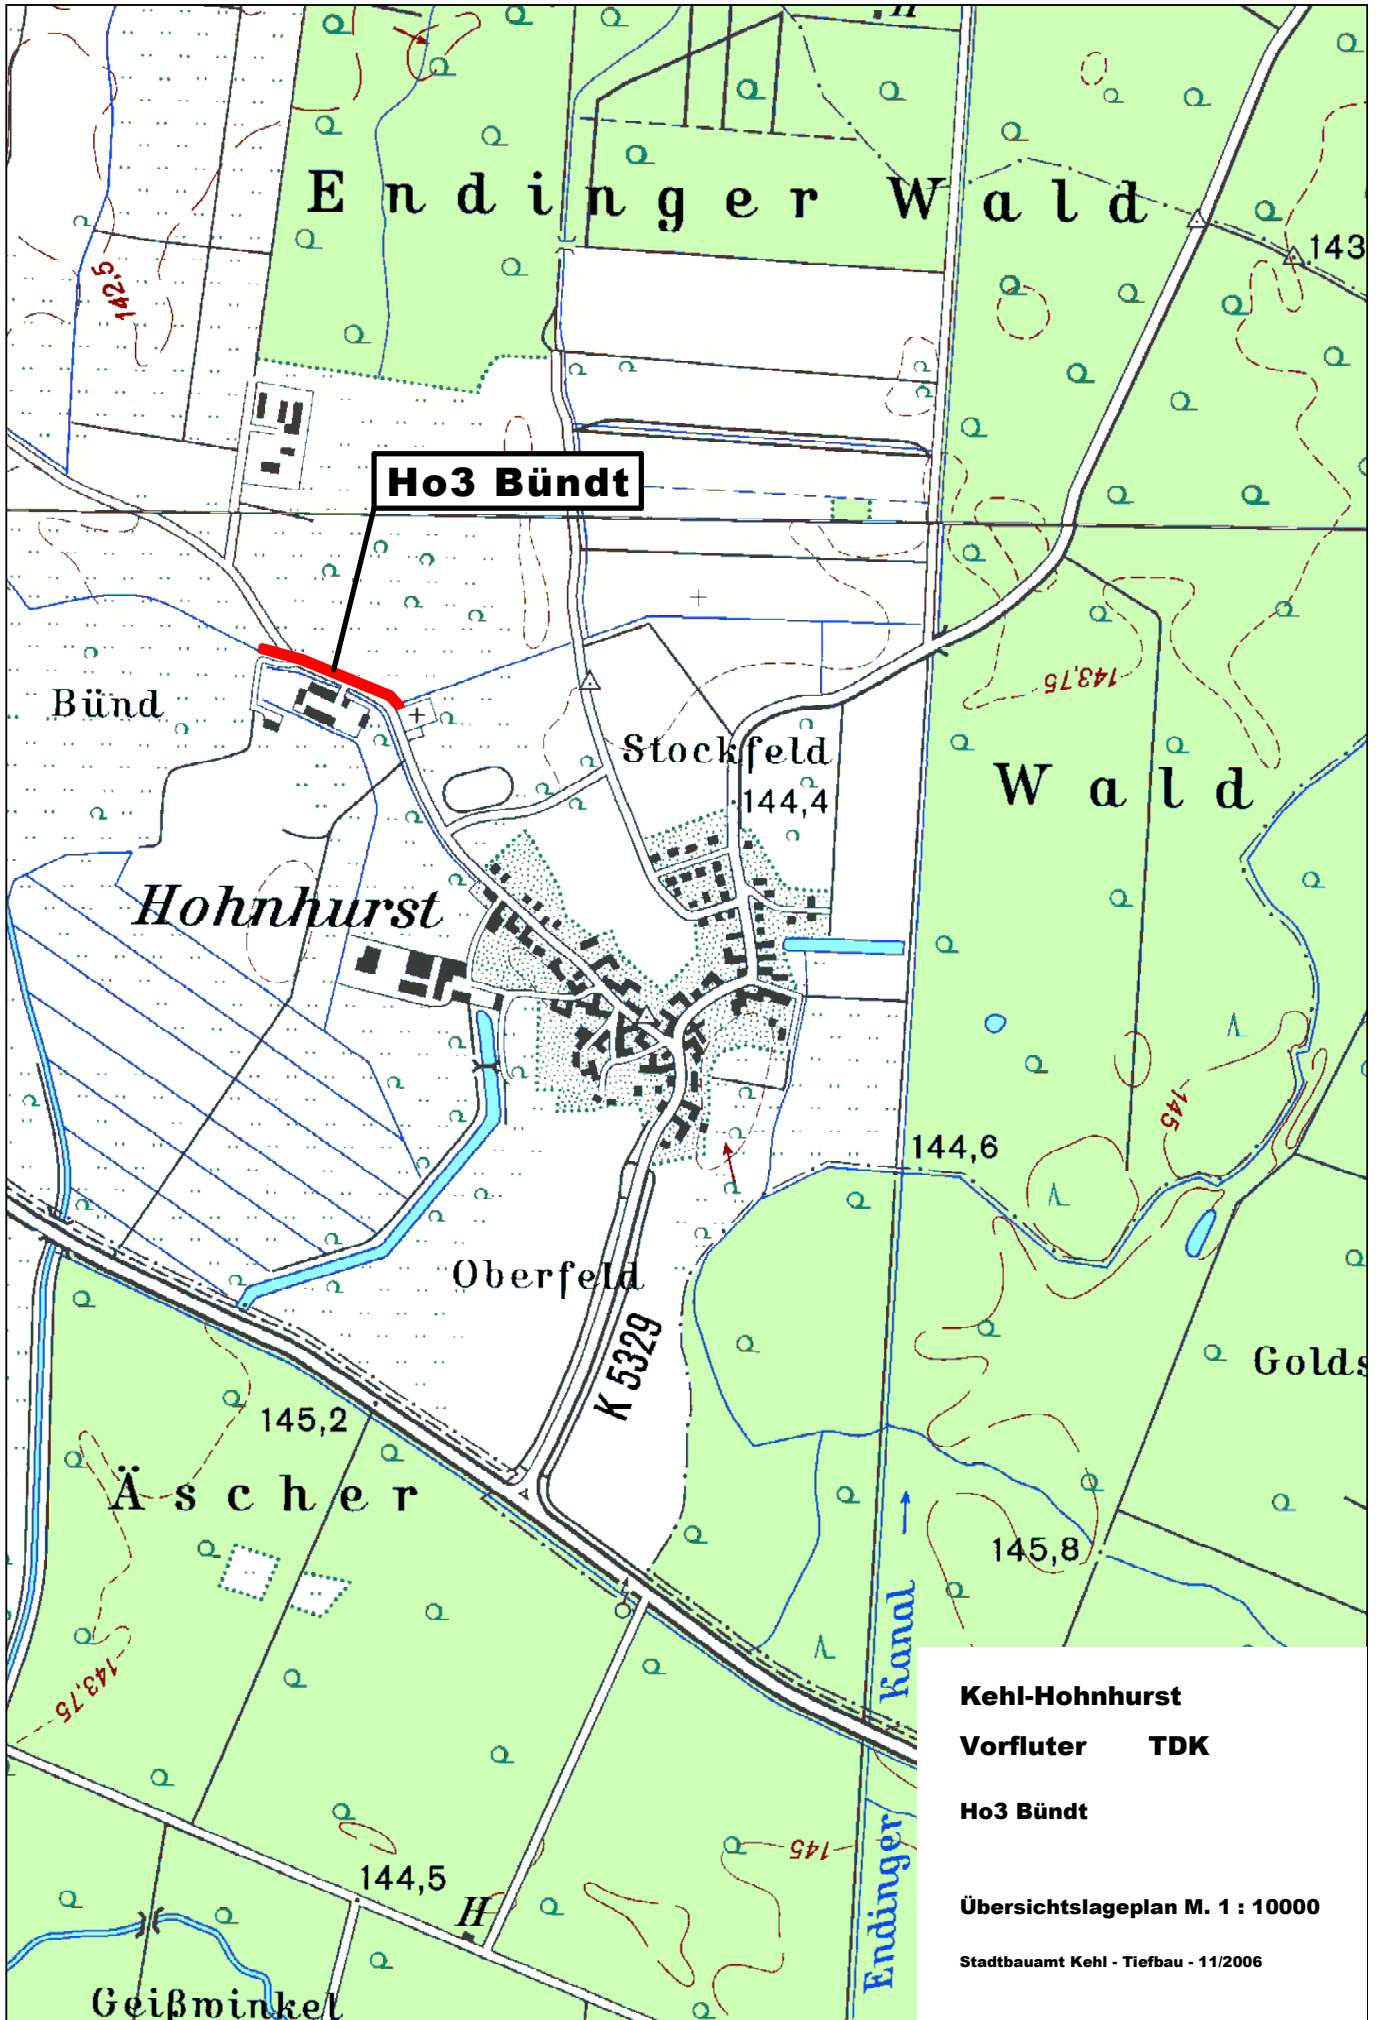 H
Endinger Wald
143
142,5
Ho3 Bündt
143,75
Bünd
Stockfeld
Wald
144,4
Hohnhurst
145
144,6
Oberfeld
K 5329
Golds
145,2
Äscher
145,8
143,75
Endinger Kanal
145
144,5
H
Geißwinkel
Kehl-Hohnhurst
Vorfluter TDK
Ho3 Bündt
Übersichtslageplan M. 1 : 10000
Stadtbauamt Kehl - Tiefbau - 11/2006